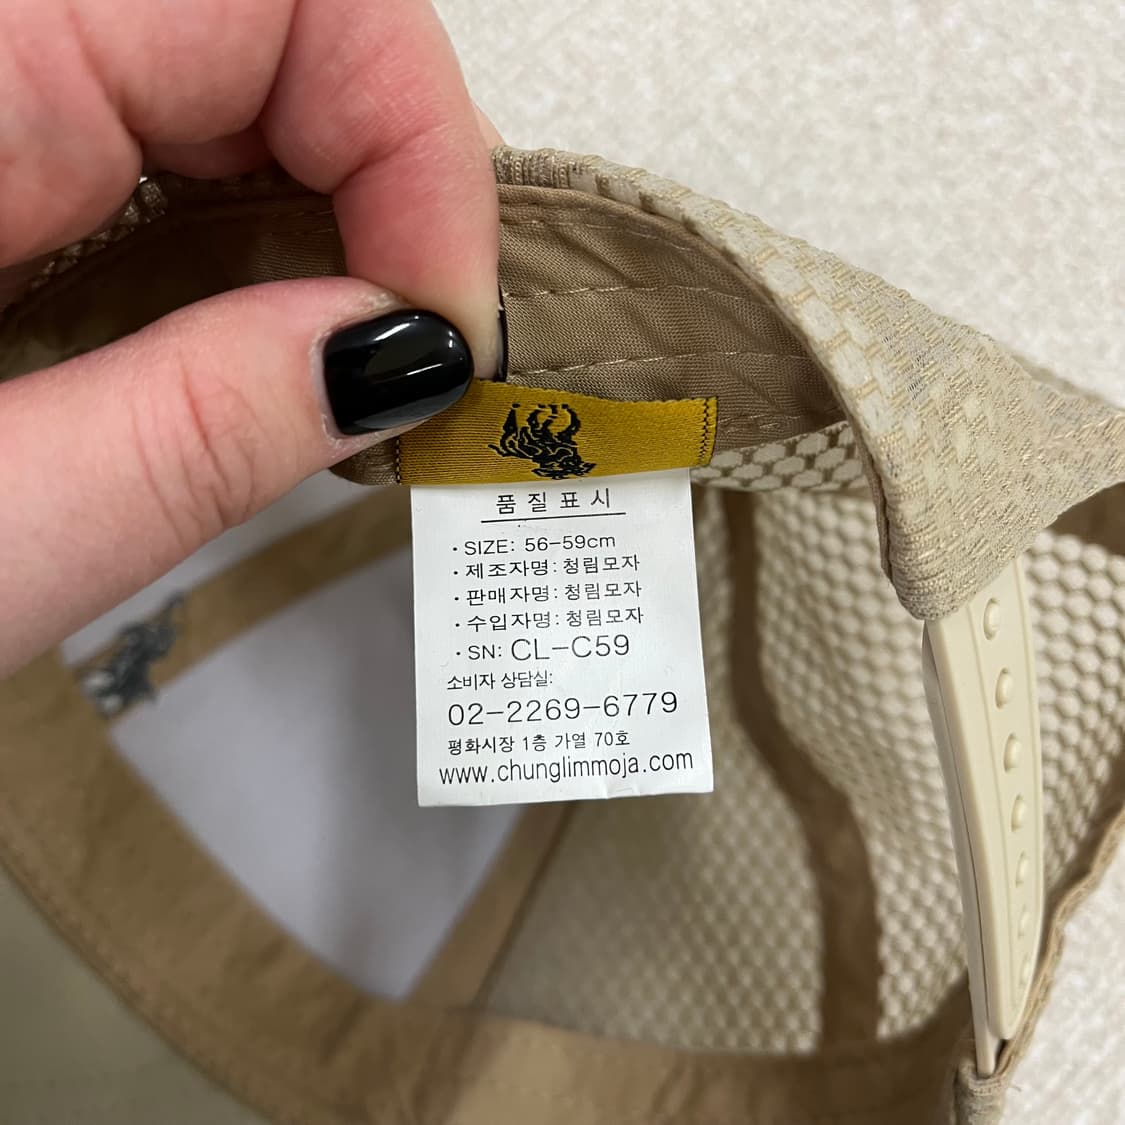 품 질 표 시
· SIZE: 56-59cm
· 제조자명: 청림모자
· 판매자명: 청림모자
· 수입자명: 청림모자
· SN: CL-C59
소비자 상담실:
02-2269-6779
평화시장 1층 가열 70호
www.chunglimmoja.com